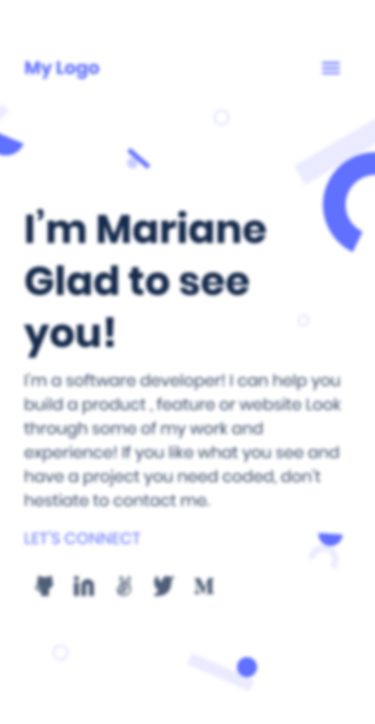 My Logo
I'm Mariane
Glad to see
you!
I'm a software developer! I can help you
build a product , feature or website Look
through some of my work and
experience! If you like what you see and
have a project you need coded, don't
hestiate to contact me.
LET'S CONNECT
in
M